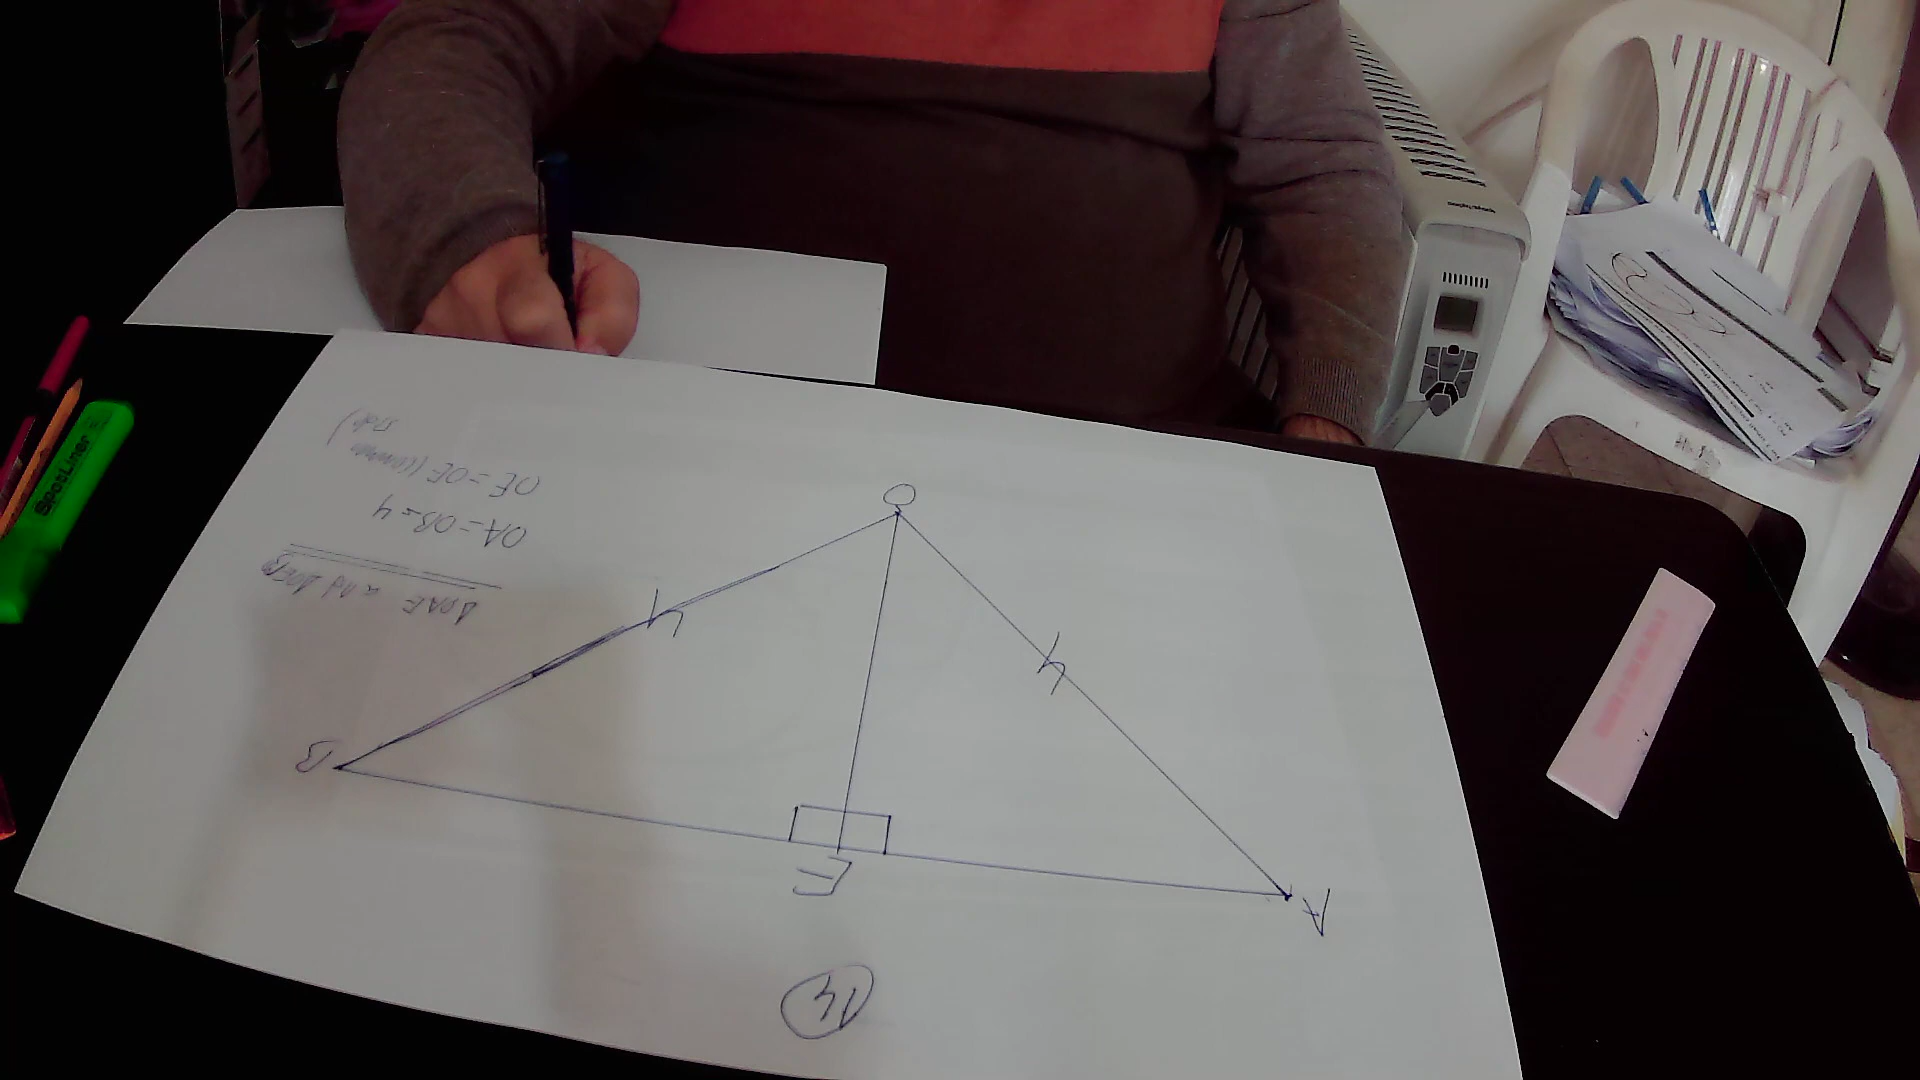 14
A
E
B
4
4
O
ΔOAE and ΔOEB
OA=OB=4
OE=OE (common
side)
SPOTLiner